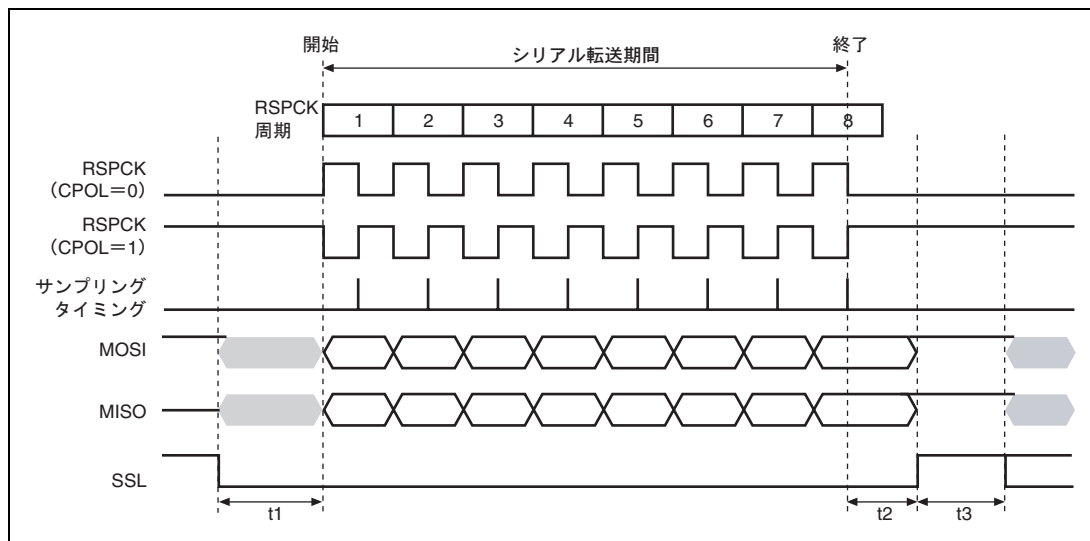 開始
終了
シリアル転送期間
RSPCK
周期
1 2 3 4 5 6 7 8
RSPCK
(CPOL=0)
RSPCK
(CPOL=1)
サンプリング
タイミング
MOSI
MISO
SSL
t1
t2
t3